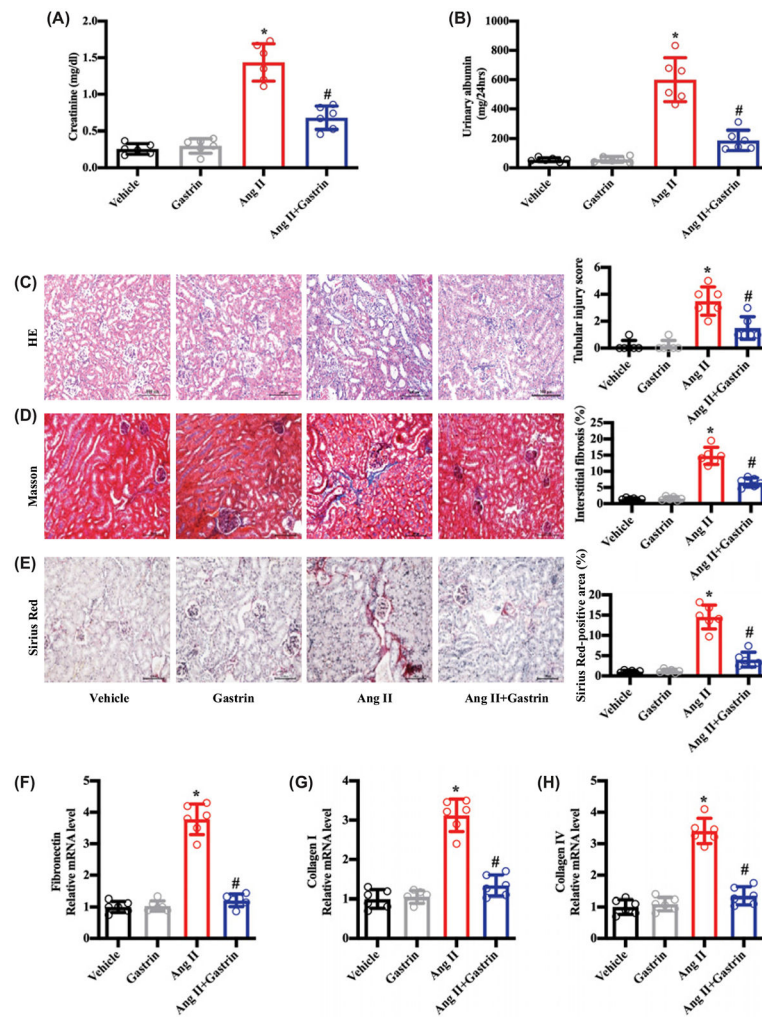 (A)
Creatinine (mg/dl)
2.0
1.5
1.0
0.5
0.0
*
#
Vehicle
Gastrin
Ang II
Ang II+Gastrin
(B)
Urinary albumin
(mg/24hrs)
1000
800
600
400
200
0
*
#
Vehicle
Gastrin
Ang II
Ang II+Gastrin
(C)
HE
Tubular injury score
6
4
2
0
*
#
Vehicle
Gastrin
Ang II
Ang II+Gastrin
(D)
Masson
Interstitial fibrosis (%)
25
20
15
10
5
0
*
#
Vehicle
Gastrin
Ang II
Ang II+Gastrin
(E)
Sirius Red
Vehicle
Gastrin
Ang II
Ang II+Gastrin
Sirius Red-positive area (%)
20
15
10
5
0
*
#
Vehicle
Gastrin
Ang II
Ang II+Gastrin
(F)
Fibronectin
Relative mRNA level
5
4
3
2
1
0
*
#
Vehicle
Gastrin
Ang II
Ang II+Gastrin
(G)
Collagen I
Relative mRNA level
4
3
2
1
0
*
#
Vehicle
Gastrin
Ang II
Ang II+Gastrin
(H)
Collagen IV
Relative mRNA level
5
4
3
2
1
0
*
#
Vehicle
Gastrin
Ang II
Ang II+Gastrin